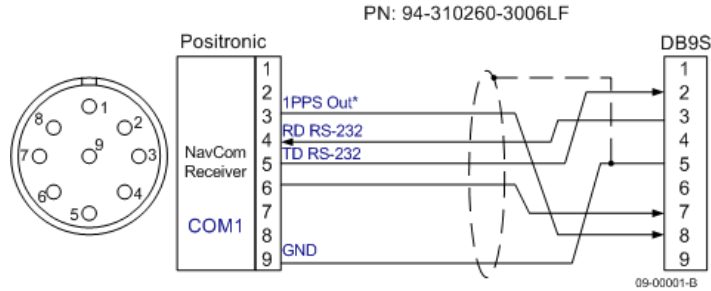 PN: 94-310260-3006LF
Positronic
DB9S
1
2
3
4
5
6
7
8
9
NavCom
Receiver
COM1
1
2
3
4
5
6
7
8
9
1PPS Out*
RD RS-232
TD RS-232
GND
1
2
3
4
5
6
7
8
9
09-00001-B